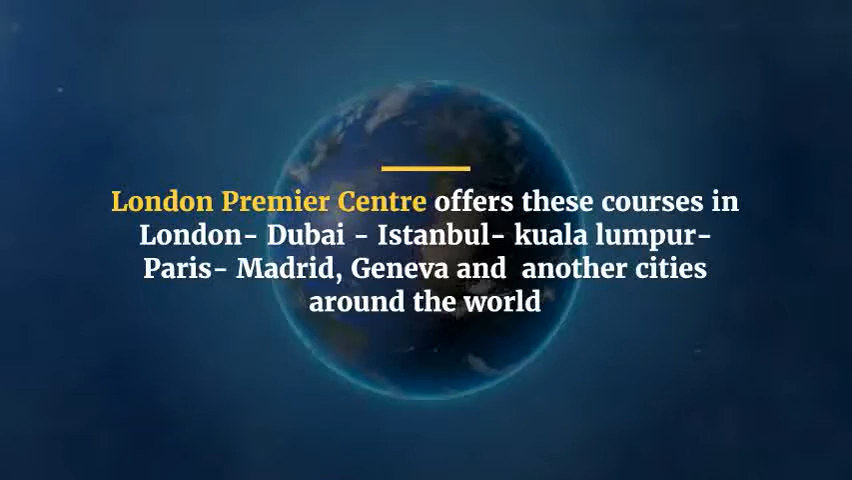 London Premier Centre offers these courses in
London- Dubai - Istanbul- kuala lumpur-
Paris- Madrid, Geneva and  another cities
around the world